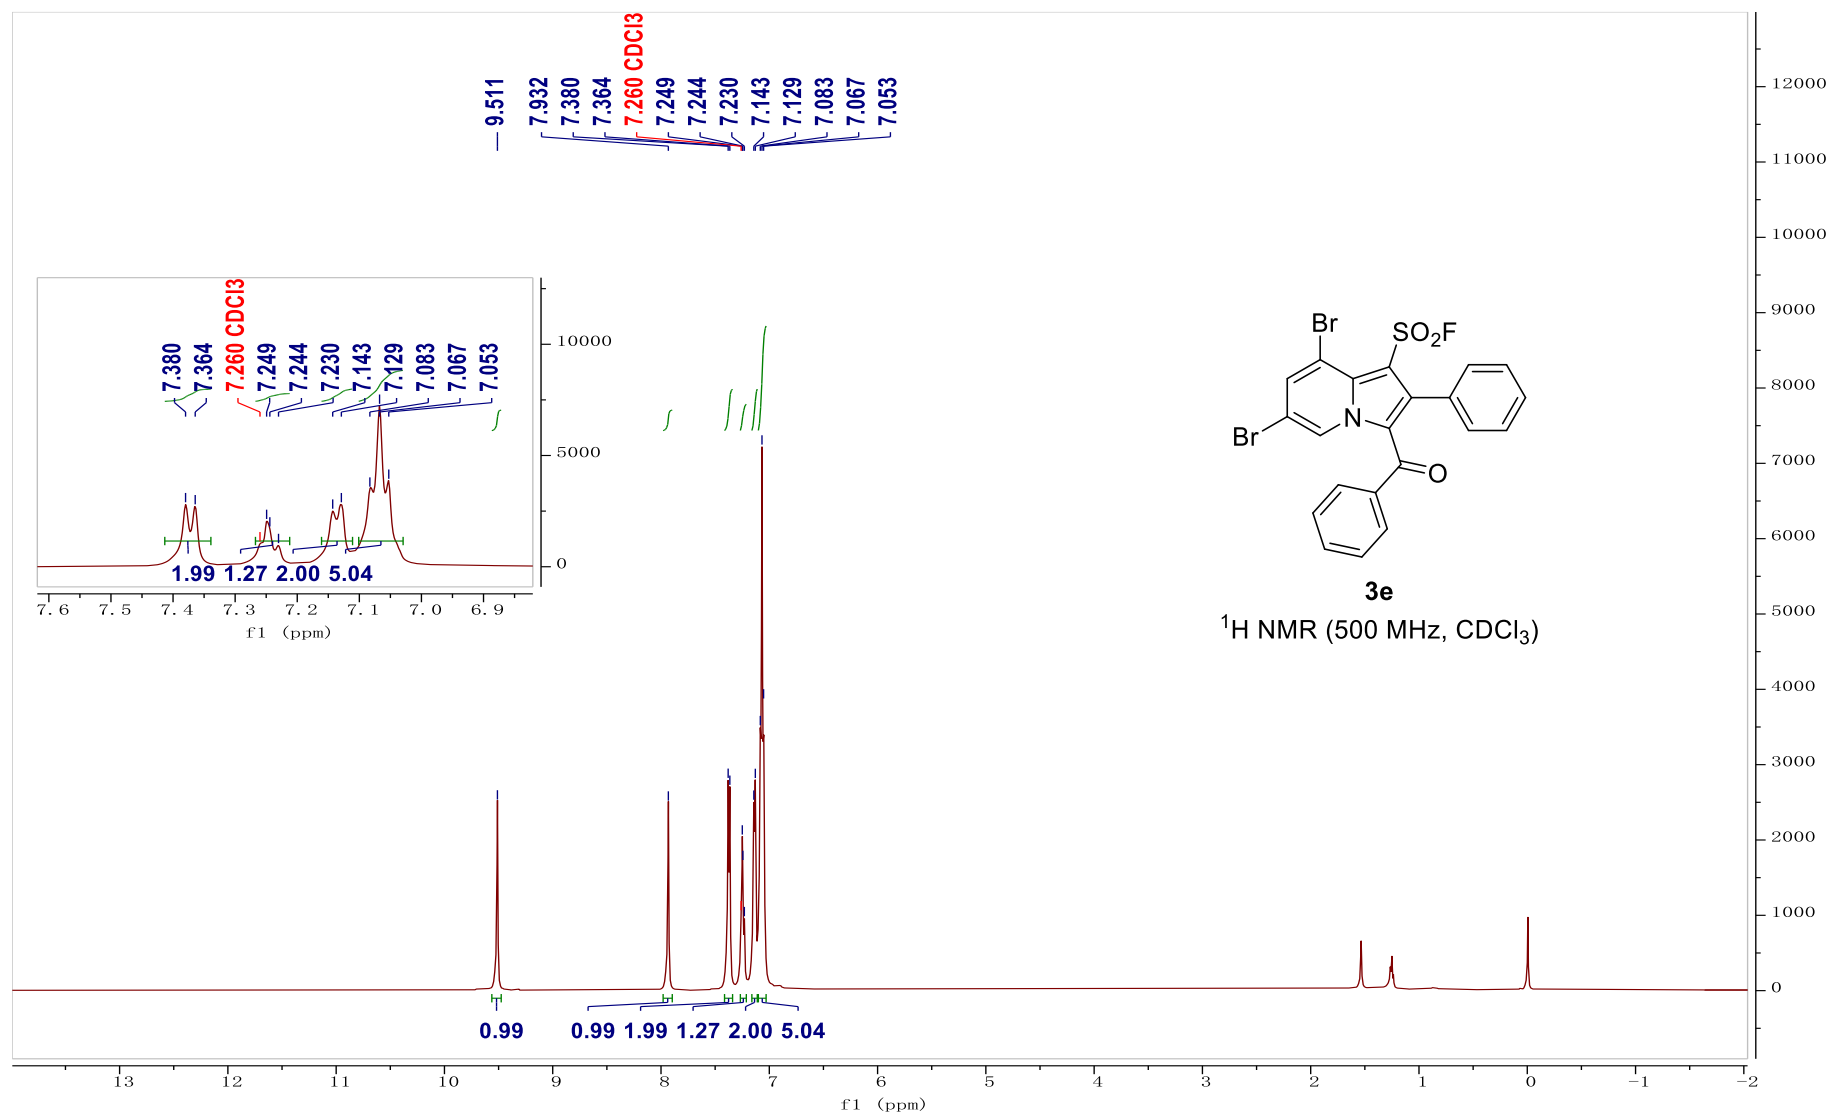 9.511
7.932
7.380
7.364
7.260 CDCl3
7.249
7.244
7.230
7.143
7.129
7.083
7.067
7.053
12000
11000
10000
9000
8000
7000
6000
5000
4000
3000
2000
1000
0
7.380
7.364
7.260 CDCl3
7.249
7.244
7.230
7.143
7.129
7.083
7.067
7.053
10000
5000
0
1.99 1.27 2.00 5.04
7.6 7.5 7.4 7.3 7.2 7.1 7.0 6.9
f1 (ppm)
Br
SO2F
Br
N
O
3e
1H NMR (500 MHz, CDCl3)
0.99 0.99 1.99 1.27 2.00 5.04
13 12 11 10 9 8 7 6 5 4 3 2 1 0 -1 -2
f1 (ppm)